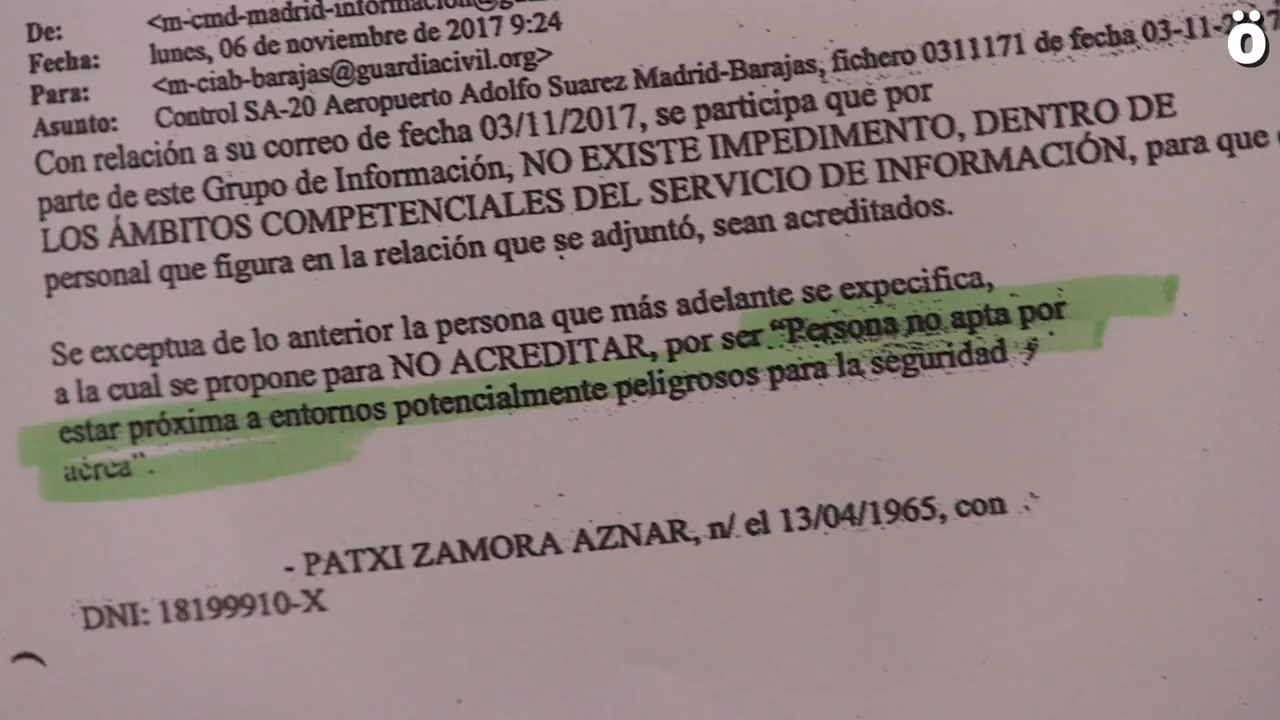 De: <m-cmd-madrid-informacion@
Fecha: lunes, 06 de noviembre de 2017 9:24
Para: <m-ciab-barajas@guardiacivil.org>
Asunto: Control SA-20 Aeropuerto Adolfo Suarez Madrid-Barajas, fichero 0311171 de fecha 03-11-2017
Con relación a su correo de fecha 03/11/2017, se participa que por
parte de este Grupo de Información, NO EXISTE IMPEDIMENTO, DENTRO DE
LOS ÁMBITOS COMPETENCIALES DEL SERVICIO DE INFORMACIÓN, para que
personal que figura en la relación que se adjuntó, sean acreditados.
Se exceptua de lo anterior la persona que más adelante se expecifica,
a la cual se propone para NO ACREDITAR, por ser “Persona no apta por
estar próxima a entornos potencialmente peligrosos para la seguridad
aérea”.
- PATXI ZAMORA AZNAR, n/ el 13/04/1965, con
DNI: 18199910-X
ö